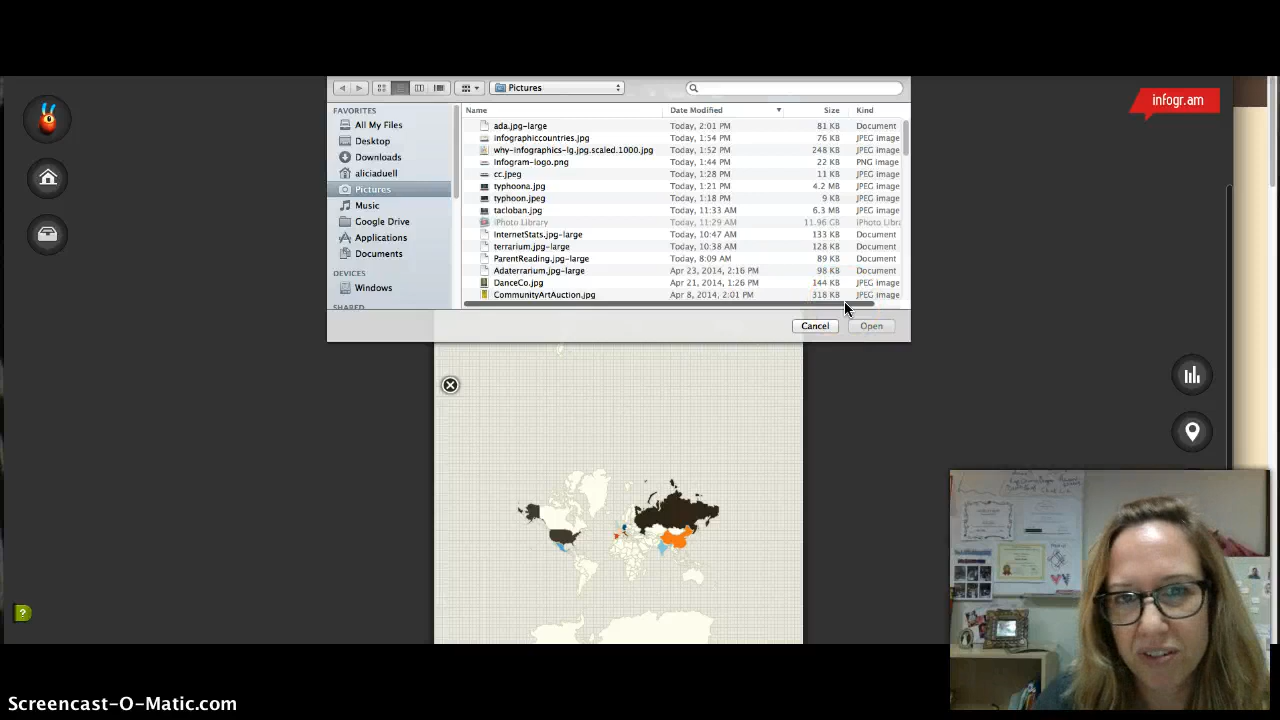 Pictures
infogr.am
FAVORITES
All My Files
Desktop
Downloads
aliciaduell
Pictures
Music
Google Drive
Applications
Documents
DEVICES
Windows
SHARED
Name Date Modified Size Kind
ada.jpg-large Today, 2:01 PM 81 KB Document
infographiccountries.jpg Today, 1:54 PM 76 KB JPEG image
why-infographics-lg.jpg.scaled.1000.jpg Today, 1:52 PM 248 KB JPEG image
Infogram-logo.png Today, 1:44 PM 22 KB PNG image
cc.jpeg Today, 1:28 PM 11 KB JPEG image
typhoona.jpg Today, 1:21 PM 4.2 MB JPEG image
typhoon.jpeg Today, 1:18 PM 9 KB JPEG image
tacloban.jpg Today, 11:33 AM 6.3 MB JPEG image
iPhoto Library Today, 11:29 AM 11.96 GB iPhoto Libra
InternetStats.jpg-large Today, 10:47 AM 133 KB Document
terrarium.jpg-large Today, 10:38 AM 128 KB Document
ParentReading.jpg-large Today, 8:09 AM 89 KB Document
Adaterrarium.jpg-large Apr 23, 2014, 2:16 PM 98 KB Document
DanceCo.jpg Apr 21, 2014, 1:26 PM 144 KB JPEG image
CommunityArtAuction.jpg Apr 8, 2014, 2:01 PM 318 KB JPEG image
Cancel Open
?
Screencast-O-Matic.com